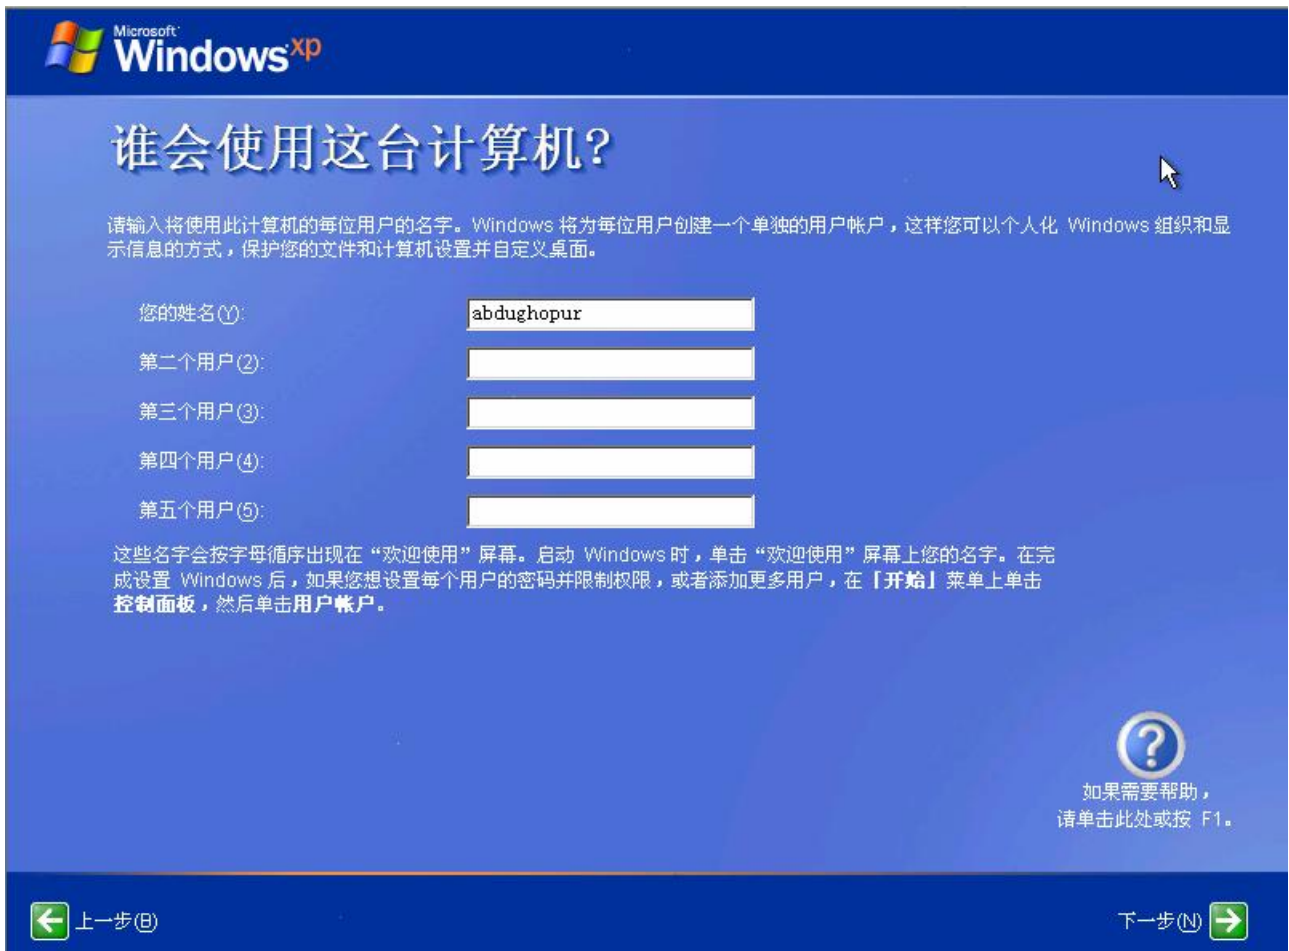 Microsoft
Windows xp
谁会使用这台计算机?
请输入将使用此计算机的每位用户的名字。Windows 将为每位用户创建一个单独的用户帐户，这样您可以个人化 Windows 组织和显
示信息的方式，保护您的文件和计算机设置并自定义桌面。
您的姓名(Y): abdughopur
第二个用户(2):
第三个用户(3):
第四个用户(4):
第五个用户(5):
这些名字会按字母循序出现在“欢迎使用”屏幕。启动 Windows 时，单击“欢迎使用”屏幕上您的名字。在完
成设置 Windows 后，如果您想设置每个用户的密码并限制权限，或者添加更多用户，在「开始」菜单上单击
控制面板，然后单击用户帐户。
如果需要帮助，
请单击此处或按 F1。
上一步(B) 下一步(N)